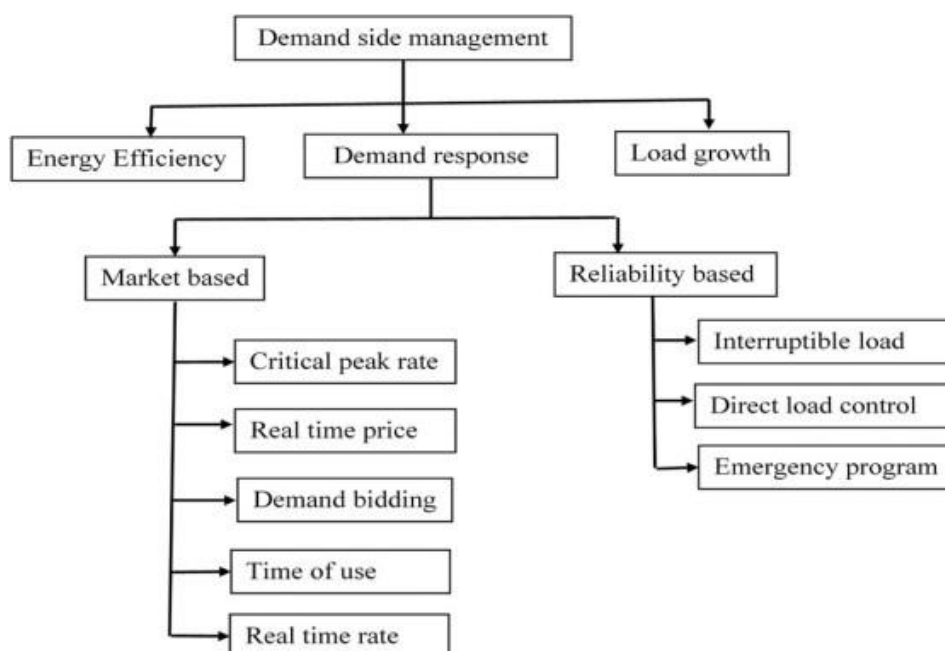 Demand side management
Energy Efficiency
Demand response
Load growth
Market based
Reliability based
Critical peak rate
Real time price
Demand bidding
Time of use
Real time rate
Interruptible load
Direct load control
Emergency program